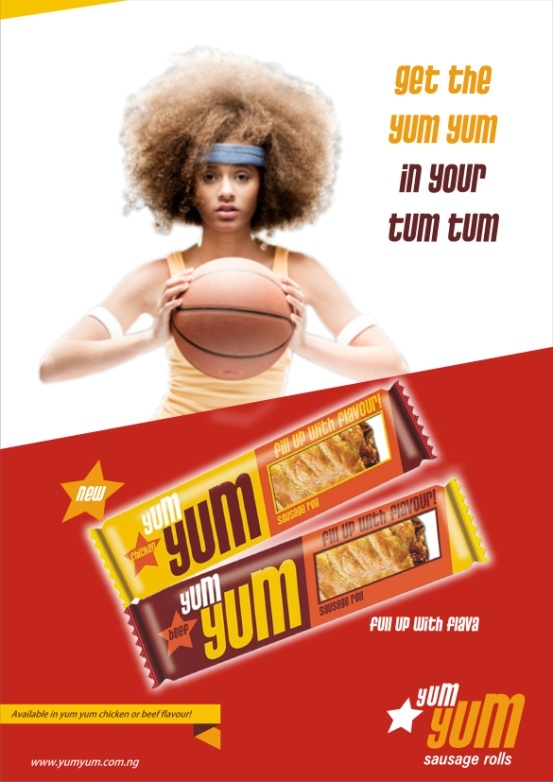 get the
yum yum
in your
tum tum
new
fill up with flavour!
yum
chicken
yum
sausage roll
fill up with flavour!
yum
beef
yum
sausage roll
full up with flava
Available in yum yum chicken or beef flavour!
yum
yum
sausage rolls
www.yumyum.com.ng